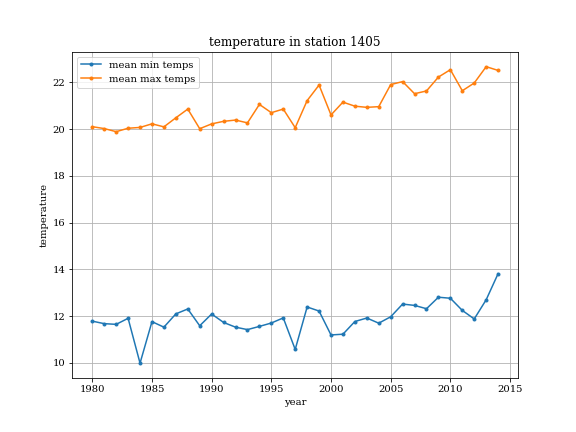 temperature in station 1405
mean min temps
mean max temps
22
20
18
16
14
12
10
temperature
1980 1985 1990 1995 2000 2005 2010 2015
year